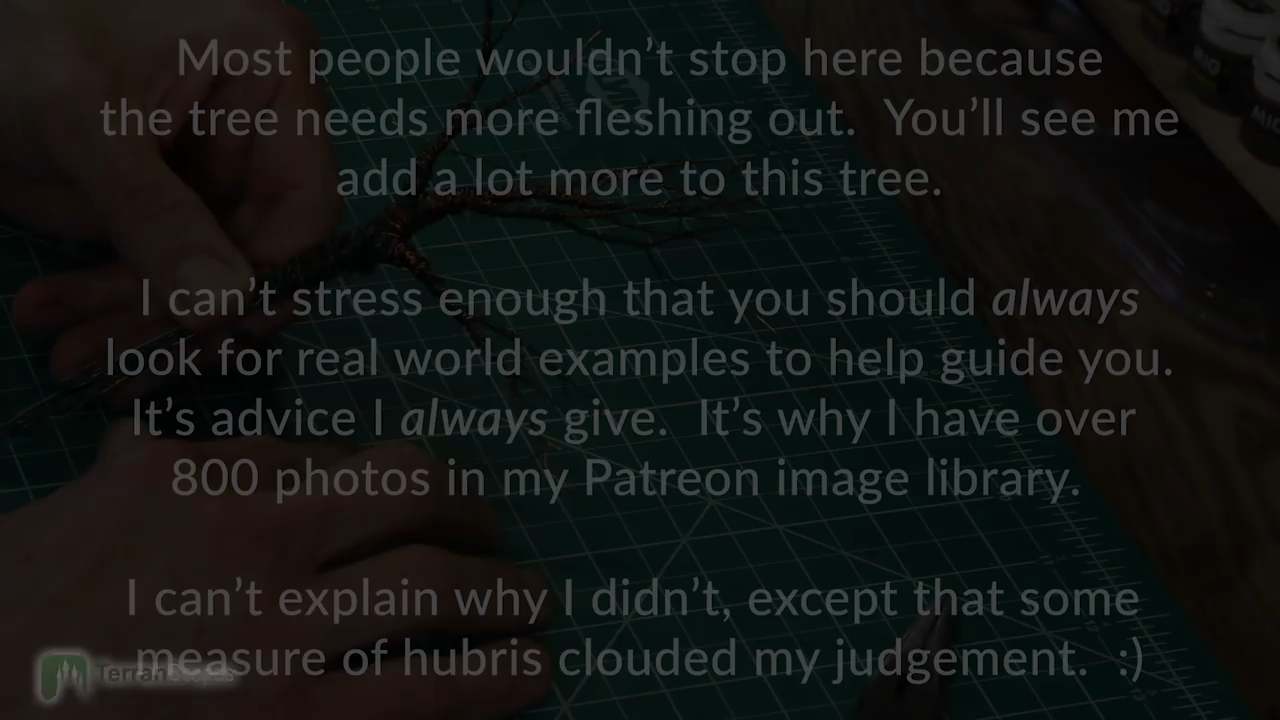 Most people wouldn’t stop here because
the tree needs more fleshing out.  You’ll see me
add a lot more to this tree.
I can’t stress enough that you should always
look for real world examples to help guide you.
It’s advice I always give.  It’s why I have over
800 photos in my Patreon image library.
I can’t explain why I didn’t, except that some
measure of hubris clouded my judgement.  :)
TerranScapes